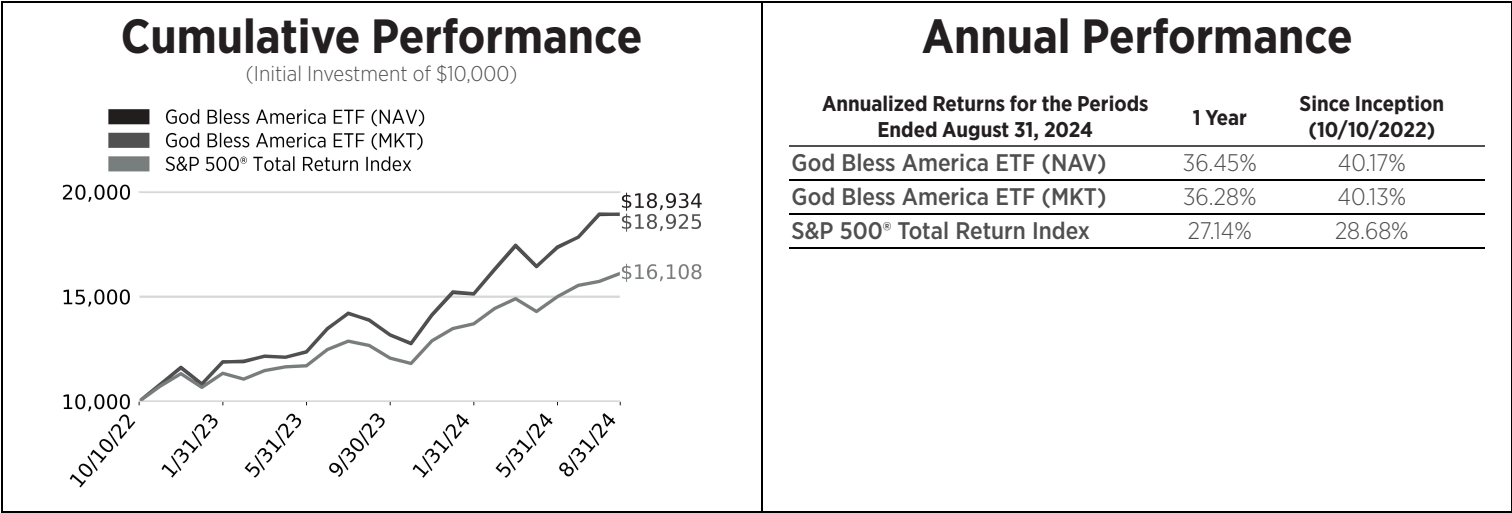 Cumulative Performance
(Initial Investment of $10,000)
God Bless America ETF (NAV)
God Bless America ETF (MKT)
S&P 500® Total Return Index
20,000
15,000
10,000
$18,934
$18,925
$16,108
10/10/22
1/31/23
5/31/23
9/30/23
1/31/24
5/31/24
8/31/24
Annual Performance
Annualized Returns for the Periods
Ended August 31, 2024
1 Year
Since Inception
(10/10/2022)
God Bless America ETF (NAV) 36.45% 40.17%
God Bless America ETF (MKT) 36.28% 40.13%
S&P 500® Total Return Index 27.14% 28.68%